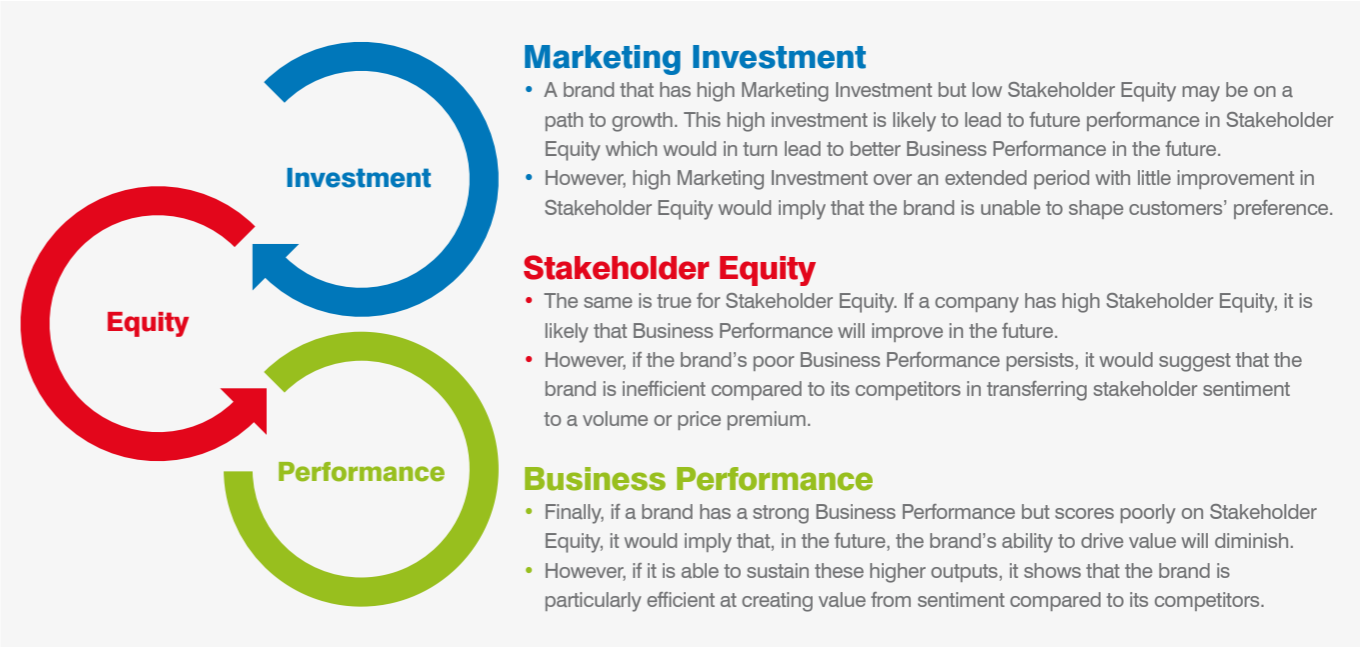 Investment
Equity
Performance
Marketing Investment
• A brand that has high Marketing Investment but low Stakeholder Equity may be on a
path to growth. This high investment is likely to lead to future performance in Stakeholder
Equity which would in turn lead to better Business Performance in the future.
• However, high Marketing Investment over an extended period with little improvement in
Stakeholder Equity would imply that the brand is unable to shape customers’ preference.
Stakeholder Equity
• The same is true for Stakeholder Equity. If a company has high Stakeholder Equity, it is
likely that Business Performance will improve in the future.
• However, if the brand’s poor Business Performance persists, it would suggest that the
brand is inefficient compared to its competitors in transferring stakeholder sentiment
to a volume or price premium.
Business Performance
• Finally, if a brand has a strong Business Performance but scores poorly on Stakeholder
Equity, it would imply that, in the future, the brand’s ability to drive value will diminish.
• However, if it is able to sustain these higher outputs, it shows that the brand is
particularly efficient at creating value from sentiment compared to its competitors.